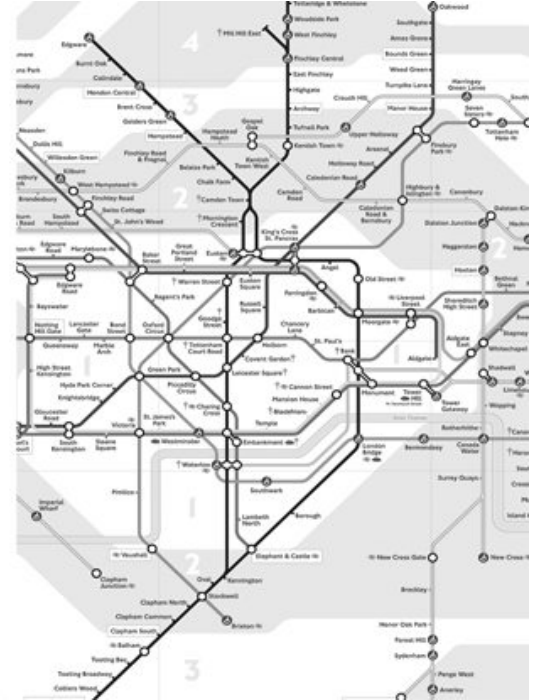 Totteridge & Whetstone
Oakwood
Woodside Park
Southgate
Mill Hill East
West Finchley
Edgware
4
Arnos Grove
Finchley Central
Bounds Green
Burnt Oak
Wood Green
East Finchley
Colindale
Turnpike Lane
Harringay
Green Lanes
Hendon Central
3
Highgate
Crouch Hill
Manor House
Brent Cross
Archway
Seven
Sisters
South
Golders Green
Gospel
Oak
Tufnell Park
Upper Holloway
Tottenham
Hale
Hampstead
Hampstead
Heath
Neasden
Dollis Hill
Kentish Town
Arsenal
Finsbury
Park
Willesden Green
Finchley Road
& Frognal
Kentish
Town West
Belsize Park
Holloway Road
Kilburn
West Hampstead
Chalk Farm
Caledonian Road
Highbury &
Islington
Canonbury
Brondesbury
Finchley Road
2
Camden
Road
Camden Town
Swiss Cottage
Caledonian
Road &
Barnsbury
Dalston Junction
South
Hampstead
St. John's Wood
Mornington
Crescent
Edgware
Road
Marylebone
Great
Portland
Street
King's Cross
St. Pancras
Haggerston
Baker
Street
Euston
Angel
Hoxton
Edgware
Road
Warren Street
Euston
Square
Old Street
Bethnal
Green
Regent's Park
Farringdon
Liverpool
Street
Shoreditch
High Street
Bayswater
Russell
Square
Barbican
Goodge
Street
Moorgate
Notting
Hill Gate
Lancaster
Gate
Bond
Street
Oxford
Circus
Chancery
Lane
Stepney
Aldgate
East
Queensway
Marble
Arch
Tottenham
Court Road
Holborn
St. Paul's
Whitechapel
Bank
Aldgate
High Street
Kensington
Green Park
Covent Garden
Leicester Square
Shadwell
Hyde Park Corner
Piccadilly
Circus
Cannon Street
Monument
Tower
Hill
Limehouse
Knightsbridge
Mansion House
Tower
Gateway
Wapping
Gloucester
Road
St. James's
Park
Charing
Cross
Blackfriars
Victoria
Temple
Rotherhithe
South
Kensington
Sloane
Square
Westminster
Embankment
London
Bridge
Bermondsey
Canada
Water
Waterloo
Southwark
Surrey Quays
Pimlico
Imperial
Wharf
1
Lambeth
North
Borough
Vauxhall
Elephant & Castle
New Cross Gate
New Cross
2
Clapham
Junction
Oval
Kennington
Stockwell
Brockley
Clapham North
Clapham Common
Brixton
Honor Oak Park
Clapham South
Forest Hill
Balham
Sydenham
Tooting Bec
3
Penge West
Tooting Broadway
Anerley
Colliers Wood